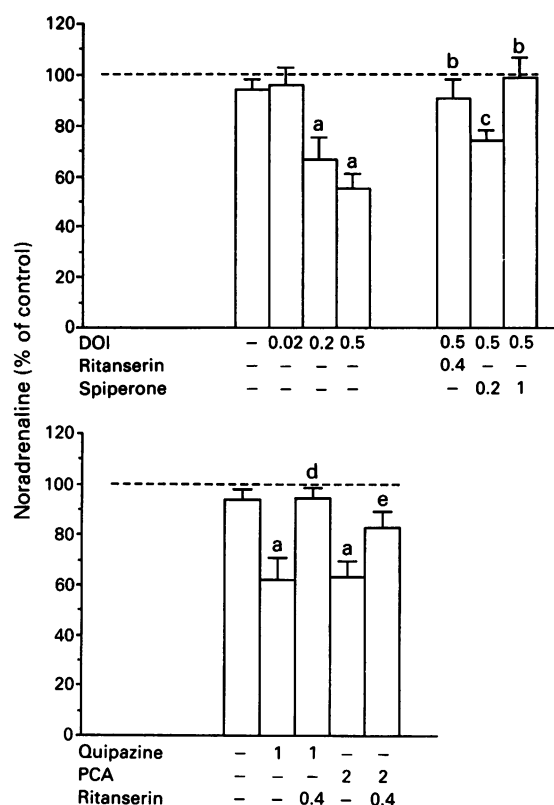 Noradrenaline (% of control)
120
100
80
60
40
20
0
a
a
b
c
b
DOI – 0.02 0.2 0.5 0.5 0.5 0.5
Ritanserin – – – – 0.4 – –
Spiperone – – – – – 0.2 1
120
100
80
60
40
20
0
a
d
a
e
Quipazine – 1 1 – –
PCA – – – 2 2
Ritanserin – – 0.4 – 0.4